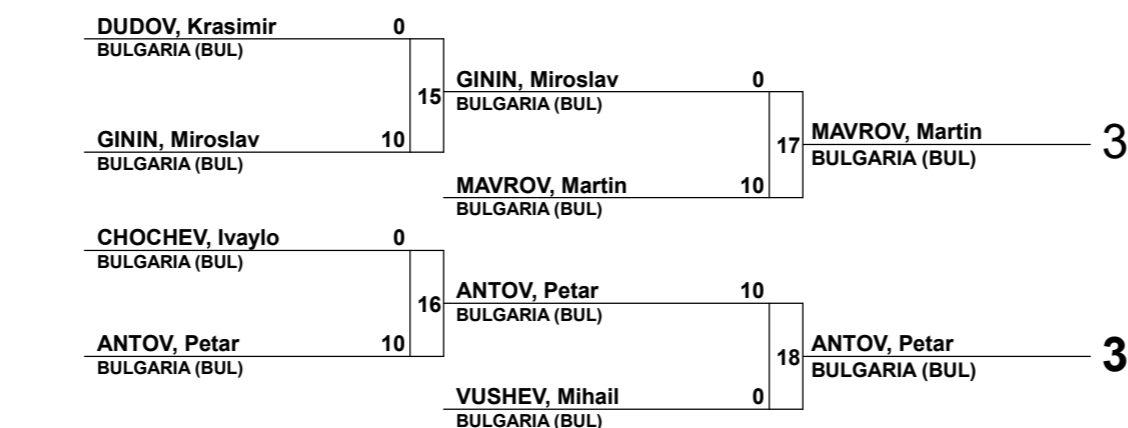 DUDOV, Krasimir 0
BULGARIA (BUL)
15
GININ, Miroslav 10
BULGARIA (BUL)
GININ, Miroslav 0
BULGARIA (BUL)
17
MAVROV, Martin 10
BULGARIA (BUL)
MAVROV, Martin 3
BULGARIA (BUL)
CHOCHEV, Ivaylo 0
BULGARIA (BUL)
16
ANTOV, Petar 10
BULGARIA (BUL)
ANTOV, Petar 10
BULGARIA (BUL)
18
VUSHEV, Mihail 0
BULGARIA (BUL)
ANTOV, Petar 3
BULGARIA (BUL)